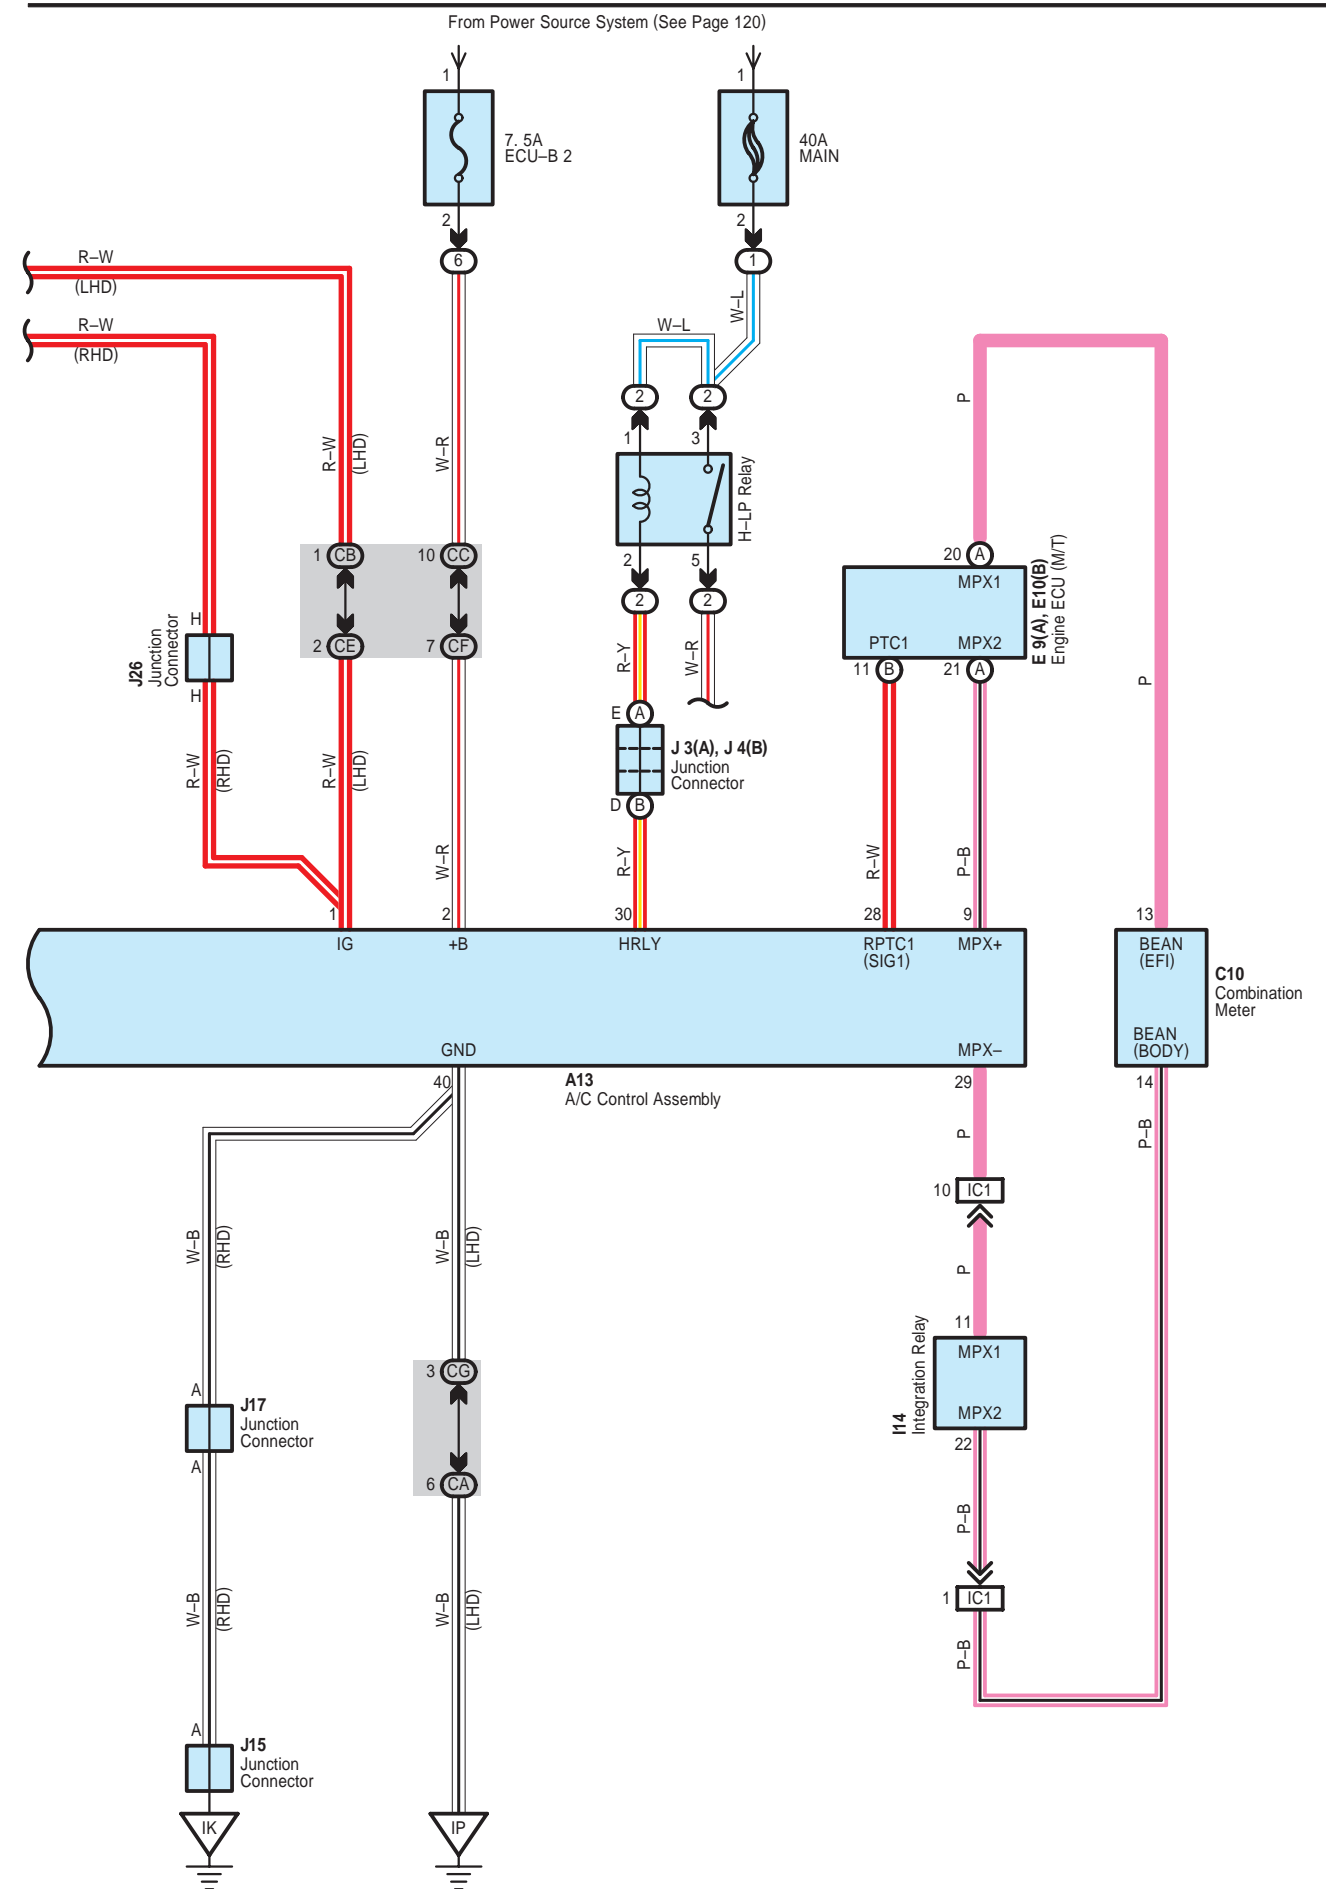 From Power Source System (See Page 120)
1
1
7. 5A
ECU–B 2
40A
MAIN
2
2
6
1
R–W
(LHD)
R–W
(RHD)
W–L
W–L
2
2
1
3
H–LP Relay
2
5
2
2
R–W
(LHD)
W–R
P
P
1 CB
10 CC
2 CE
7 CF
H
J26
Junction
Connector
H
20 A
MPX1
PTC1
MPX2
11 B
21 A
E 9(A), E10(B)
Engine ECU (M/T)
R–Y
W–R
E A
J 3(A), J 4(B)
Junction
Connector
D B
R–W
(RHD)
R–W
(LHD)
W–R
R–Y
R–W
P–B
1
2
30
28
9
13
IG
+B
HRLY
RPTC1
(SIG1)
MPX+
BEAN
(EFI)
C10
Combination
Meter
BEAN
(BODY)
GND
MPX–
40
A13
A/C Control Assembly
29
14
P
P–B
10 IC1
P
W–B
(RHD)
W–B
(LHD)
11
MPX1
MPX2
I14
Integration Relay
22
3 CG
6 CA
A
J17
Junction
Connector
A
P–B
1 IC1
P–B
W–B
(RHD)
W–B
(LHD)
A
J15
Junction
Connector
IK
IP